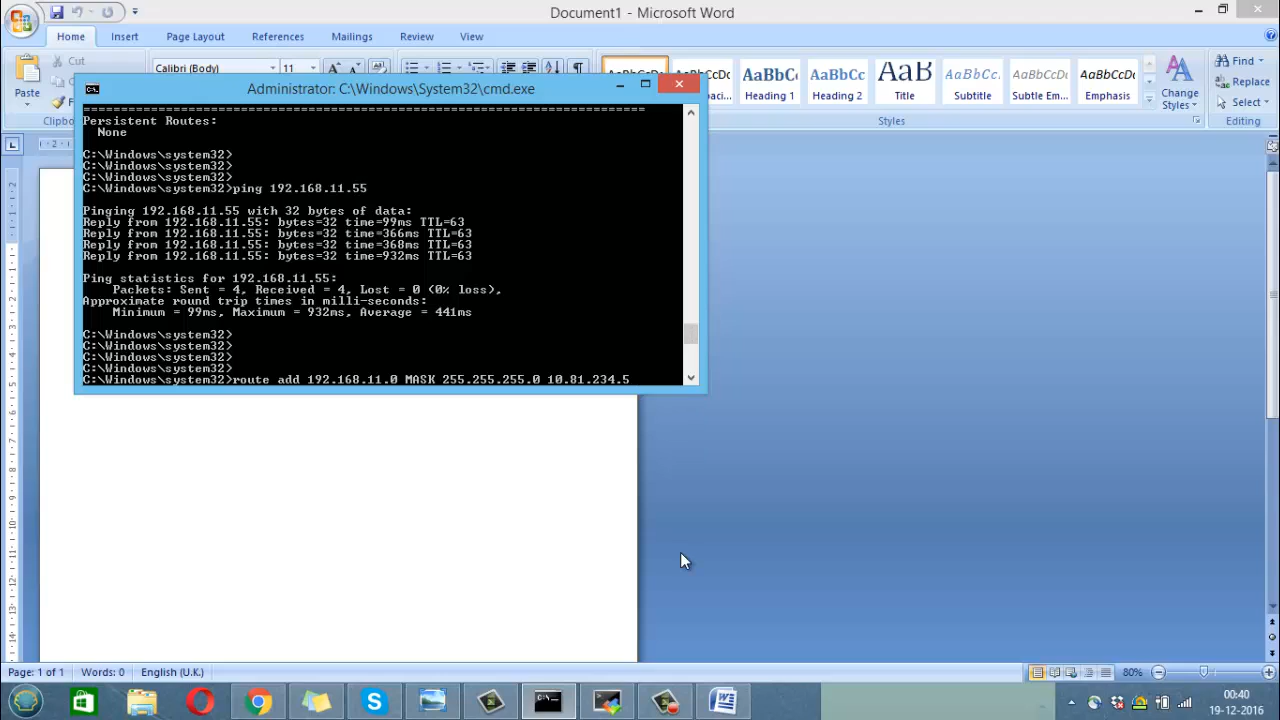 Document1 - Microsoft Word
Home Insert Page Layout References Mailings Review View
Cut
Paste
Clipb
Calibri (Body) 11
Heading 1
Heading 2
Title
Subtitle
Subtle Em...
Emphasis
Change Styles
Styles
Find
Replace
Select
Editing
Administrator: C:\Windows\System32\cmd.exe
===========================================================================
Persistent Routes:
None
C:\Windows\system32>
C:\Windows\system32>
C:\Windows\system32>
C:\Windows\system32>ping 192.168.11.55
Pinging 192.168.11.55 with 32 bytes of data:
Reply from 192.168.11.55: bytes=32 time=99ms TTL=63
Reply from 192.168.11.55: bytes=32 time=366ms TTL=63
Reply from 192.168.11.55: bytes=32 time=368ms TTL=63
Reply from 192.168.11.55: bytes=32 time=932ms TTL=63
Ping statistics for 192.168.11.55:
Packets: Sent = 4, Received = 4, Lost = 0 (0% loss),
Approximate round trip times in milli-seconds:
Minimum = 99ms, Maximum = 932ms, Average = 441ms
C:\Windows\system32>
C:\Windows\system32>
C:\Windows\system32>
C:\Windows\system32>
C:\Windows\system32>route add 192.168.11.0 MASK 255.255.255.0 10.81.234.5
Page: 1 of 1 Words: 0 English (U.K.) 80%
00:40
19-12-2016